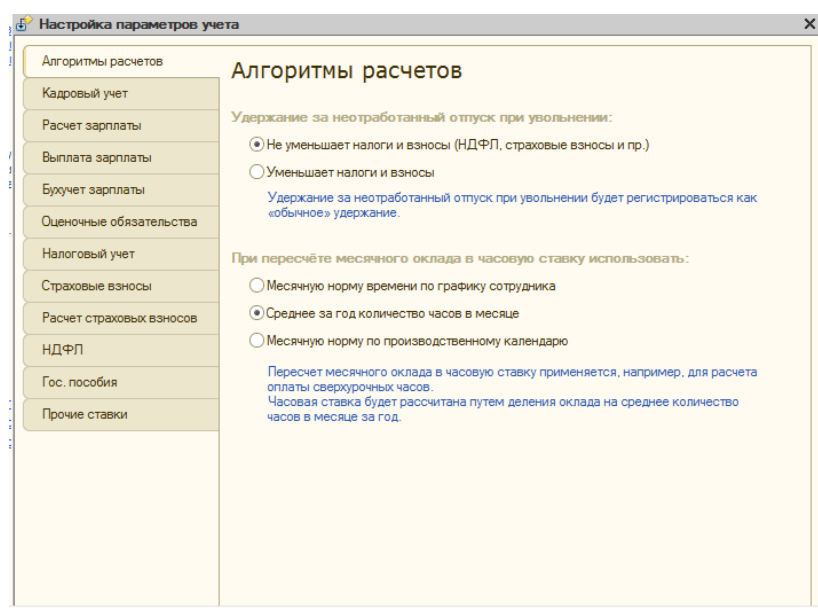 Настройка параметров учета
Алгоритмы расчетов
Кадровый учет
Расчет зарплаты
Выплата зарплаты
Бухучет зарплаты
Оценочные обязательства
Налоговый учет
Страховые взносы
Расчет страховых взносов
НДФЛ
Гос. пособия
Прочие ставки
Алгоритмы расчетов
Удержание за неотработанный отпуск при увольнении:
Не уменьшает налоги и взносы (НДФЛ, страховые взносы и пр.)
Уменьшает налоги и взносы
Удержание за неотработанный отпуск при увольнении будет регистрироваться как
«обычное» удержание.
При пересчёте месячного оклада в часовую ставку использовать:
Месячную норму времени по графику сотрудника
Среднее за год количество часов в месяце
Месячную норму по производственному календарю
Пересчет месячного оклада в часовую ставку применяется, например, для расчета
оплаты сверхурочных часов.
Часовая ставка будет рассчитана путем деления оклада на среднее количество
часов в месяце за год.